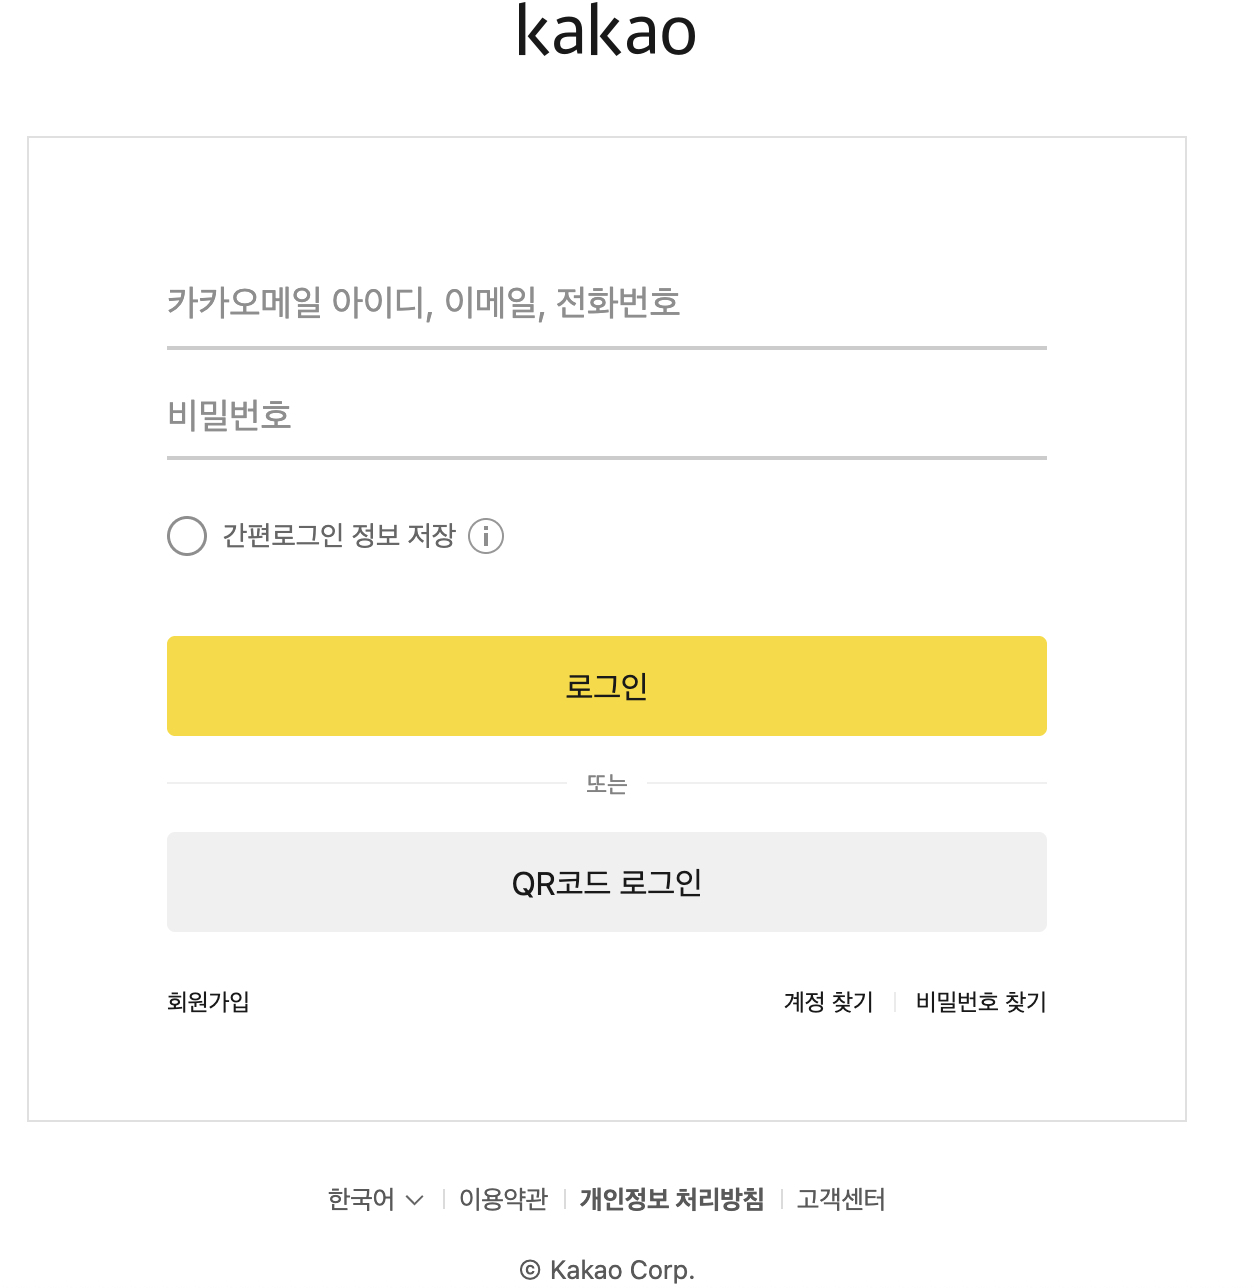 kakao
카카오메일 아이디, 이메일, 전화번호
비밀번호
간편로그인 정보 저장
로그인
또는
QR코드 로그인
회원가입 계정 찾기 비밀번호 찾기
한국어 이용약관 개인정보 처리방침 고객센터
© Kakao Corp.